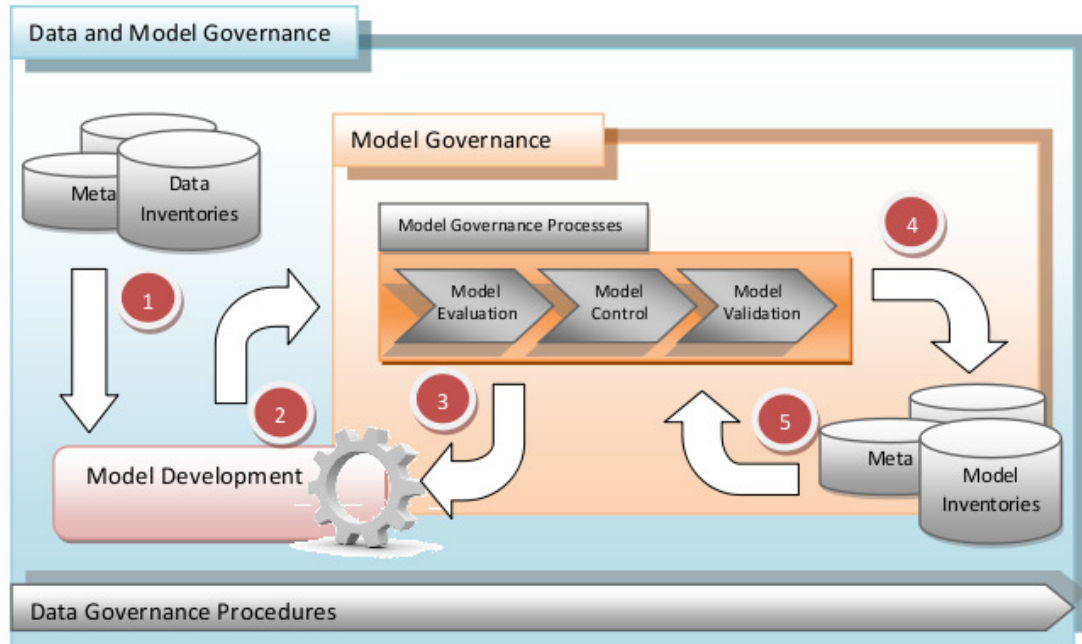 Data and Model Governance
Meta
Data
Inventories
1
2
Model Development
Model Governance
Model Governance Processes
Model
Evaluation
Model
Control
Model
Validation
3
4
5
Meta
Model
Inventories
Data Governance Procedures